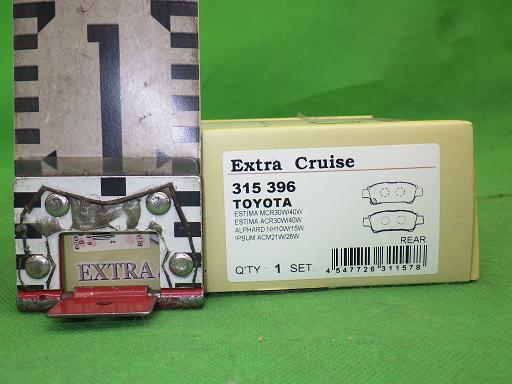 1
EXTRA
Extra Cruise
315 396
TOYOTA
ESTIMA MCR30W/40W
ESTIMA ACR30W/40W
ALPHARD NH10W/15W
IPSUM ACM21W/26W
REAR
Q'TY : 1 SET.
4 547726 311578